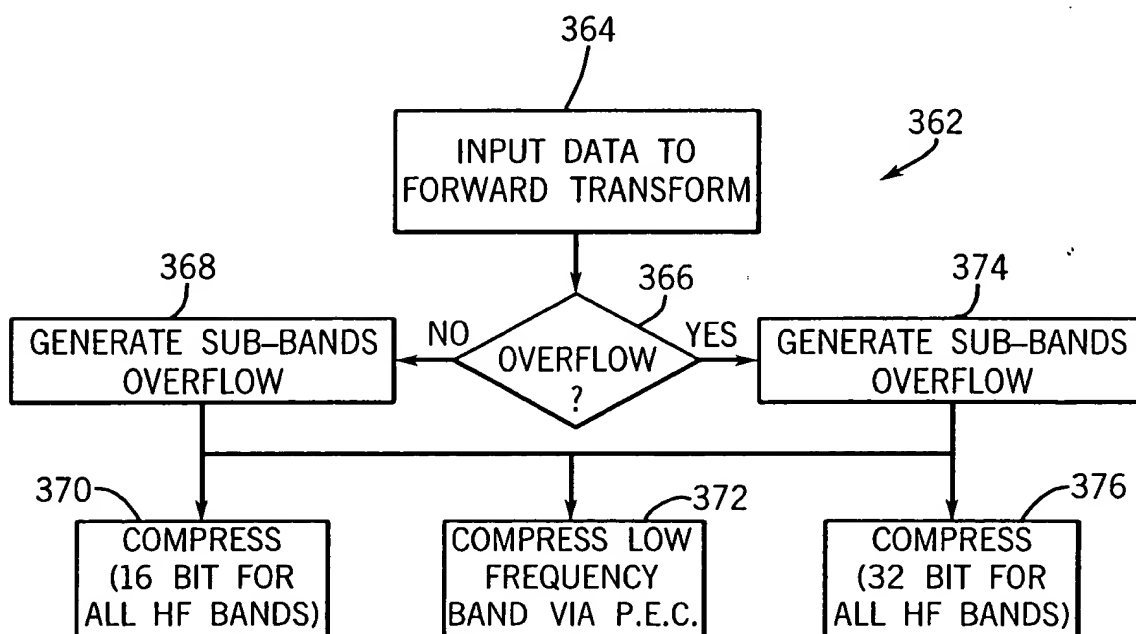 364
INPUT DATA TO
FORWARD TRANSFORM
362
368
366
374
GENERATE SUB–BANDS
OVERFLOW
NO
OVERFLOW
?
YES
GENERATE SUB–BANDS
OVERFLOW
370
372
376
COMPRESS
(16 BIT FOR
ALL HF BANDS)
COMPRESS LOW
FREQUENCY
BAND VIA P.E.C.
COMPRESS
(32 BIT FOR
ALL HF BANDS)